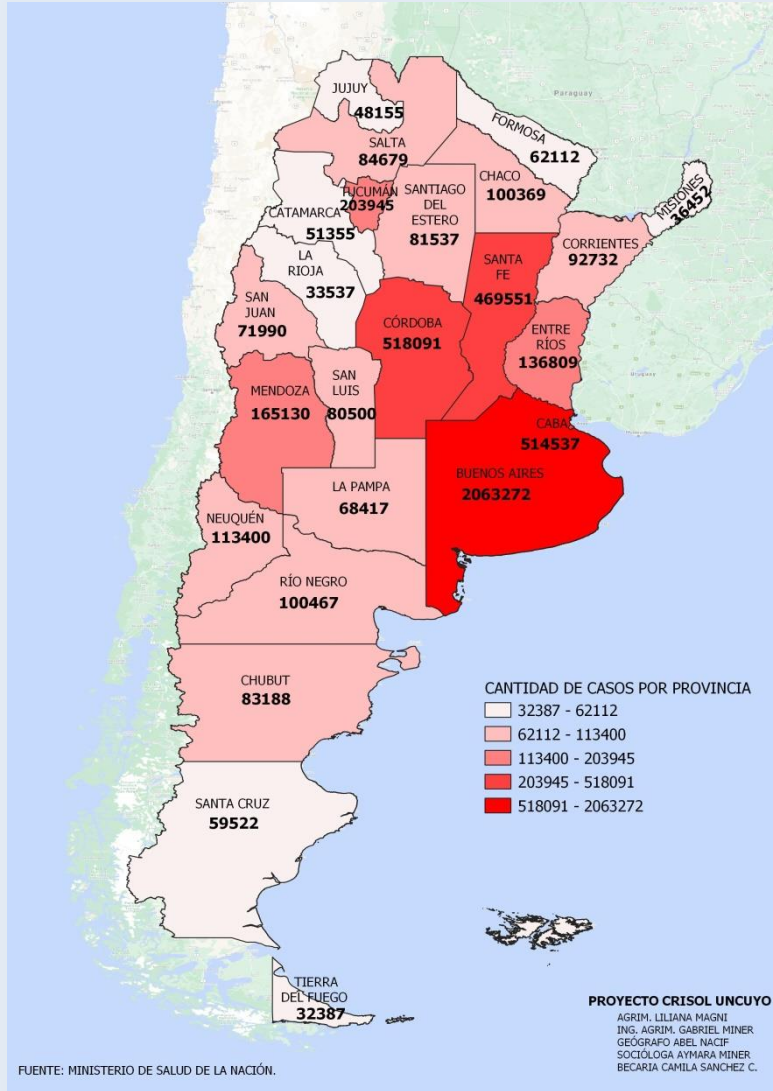 JUJUY
48155
Paraguay
FORMOSA
62112
SALTA
84679
CHACO
100369
MISIONES
36452
TUCUMÁN
203945
SANTIAGO
DEL
ESTERO
81537
CATAMARCA
51355
CORRIENTES
92732
LA
RIOJA
33537
SANTA
FE
469551
SAN
JUAN
71990
CÓRDOBA
518091
ENTRE
RÍOS
136809
Uruguay
MENDOZA
165130
SAN
LUIS
80500
CABA
514537
BUENOS AIRES
2063272
LA PAMPA
68417
NEUQUÉN
113400
RÍO NEGRO
100467
CHUBUT
83188
CANTIDAD DE CASOS POR PROVINCIA
32387 - 62112
62112 - 113400
113400 - 203945
203945 - 518091
518091 - 2063272
SANTA CRUZ
59522
TIERRA
DEL FUEGO
32387
PROYECTO CRISOL UNCUYO
AGRIM. LILIANA MAGNI
ING. AGRIM. GABRIEL MINER
GEÓGRAFO ABEL NACIF
SOCIÓLOGA AYMARA MINER
BECARIA CAMILA SANCHEZ C.
FUENTE: MINISTERIO DE SALUD DE LA NACIÓN.